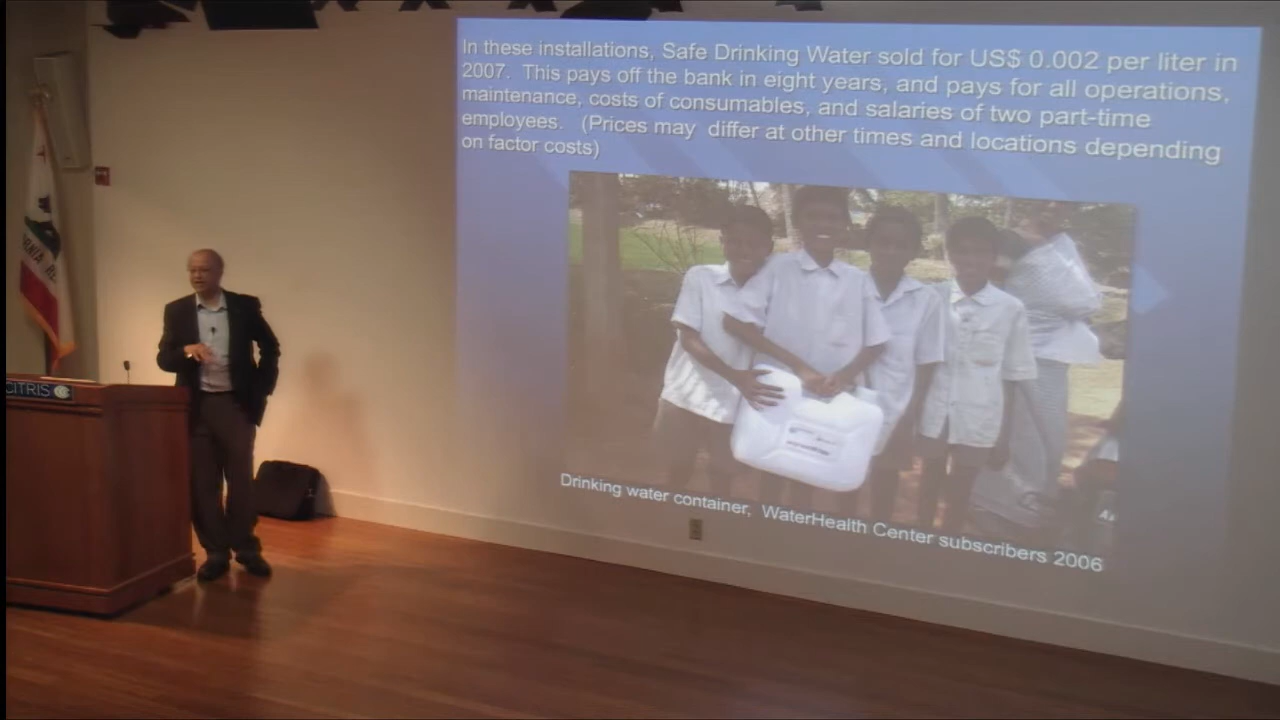 In these installations, Safe Drinking Water sold for US$ 0.002 per liter in
2007. This pays off the bank in eight years, and pays for all operations,
maintenance, costs of consumables, and salaries of two part-time
employees. (Prices may differ at other times and locations depending
on factor costs)
Drinking water container, WaterHealth Center subscribers 2006
CITRIS